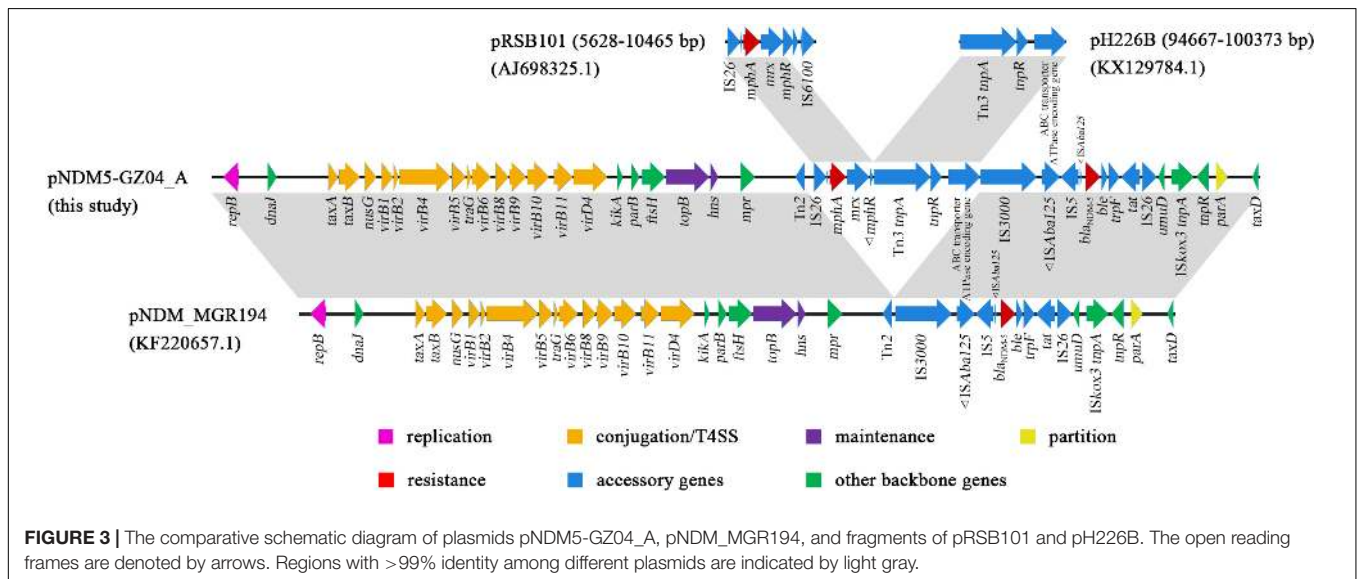 pRSB101 (5628-10465 bp)
(AJ698325.1)
IS26
mphA
mrx
mphR
IS6100
pH226B (94667-100373 bp)
(KX129784.1)
Tn3 tnpA
tnpR
ABC transporter
ATPase encoding gene
pNDM5-GZ04_A
(this study)
repB
dnaJ
taxA
taxB
nusG
virB1
virB2
virB4
virB5
traG
virB6
virB8
virB9
virB10
virB11
virD4
kikA
parB
ftsH
topB
hns
mpr
Tn2
IS26
mphA
mrx
◁mphR
Tn3 tnpA
tnpR
ABC transporter
ATPase encoding gene
IS3000
◁ISAba125
IS5
◁ISAba125
blaNDM-5
ble
trpF
tat
IS26
umuD
ISkox3 tnpA
tnpR
parA
taxD
pNDM_MGR194
(KF220657.1)
repB
dnaJ
taxA
taxB
nusG
virB1
virB2
virB4
virB5
traG
virB6
virB8
virB9
virB10
virB11
virD4
kikA
parB
ftsH
topB
hns
mpr
Tn2
IS3000
◁ISAba125
IS5
◁ISAba125
blaNDM-5
ble
trpF
tat
IS26
umuD
ISkox3 tnpA
tnpR
parA
taxD
replication
conjugation/T4SS
maintenance
partition
resistance
accessory genes
other backbone genes
FIGURE 3 | The comparative schematic diagram of plasmids pNDM5-GZ04_A, pNDM_MGR194, and fragments of pRSB101 and pH226B. The open reading
frames are denoted by arrows. Regions with >99% identity among different plasmids are indicated by light gray.